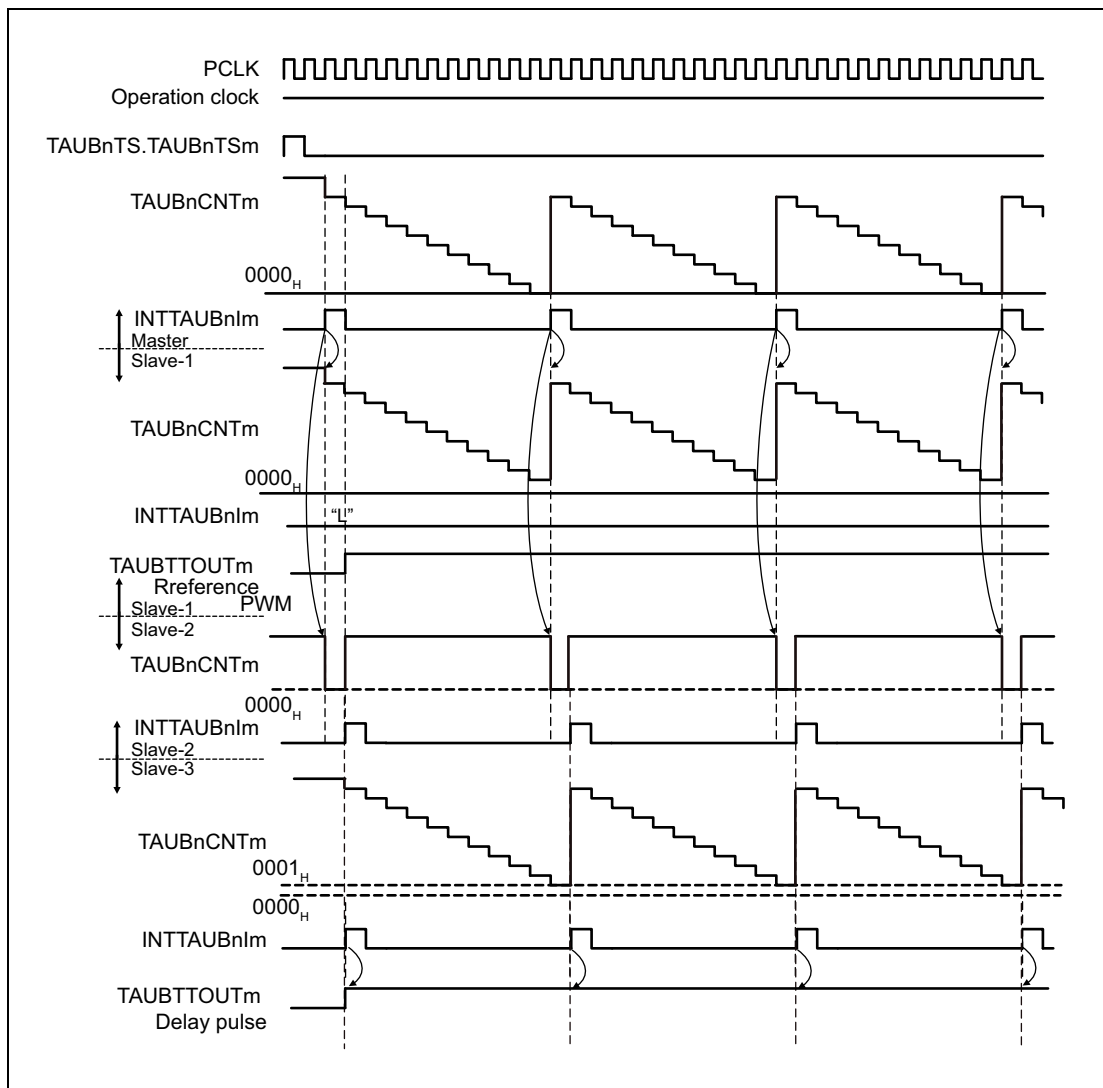 PCLK
Operation clock
TAUBnTS.TAUBnTSm
TAUBnCNTm
0000H
INTTAUBnIm
Master
Slave-1
TAUBnCNTm
0000H
INTTAUBnIm
“L”
TAUBTTOUTm
Rreference
PWM
Slave-1
Slave-2
TAUBnCNTm
0000H
INTTAUBnIm
Slave-2
Slave-3
TAUBnCNTm
0001H
0000H
INTTAUBnIm
TAUBTTOUTm
Delay pulse